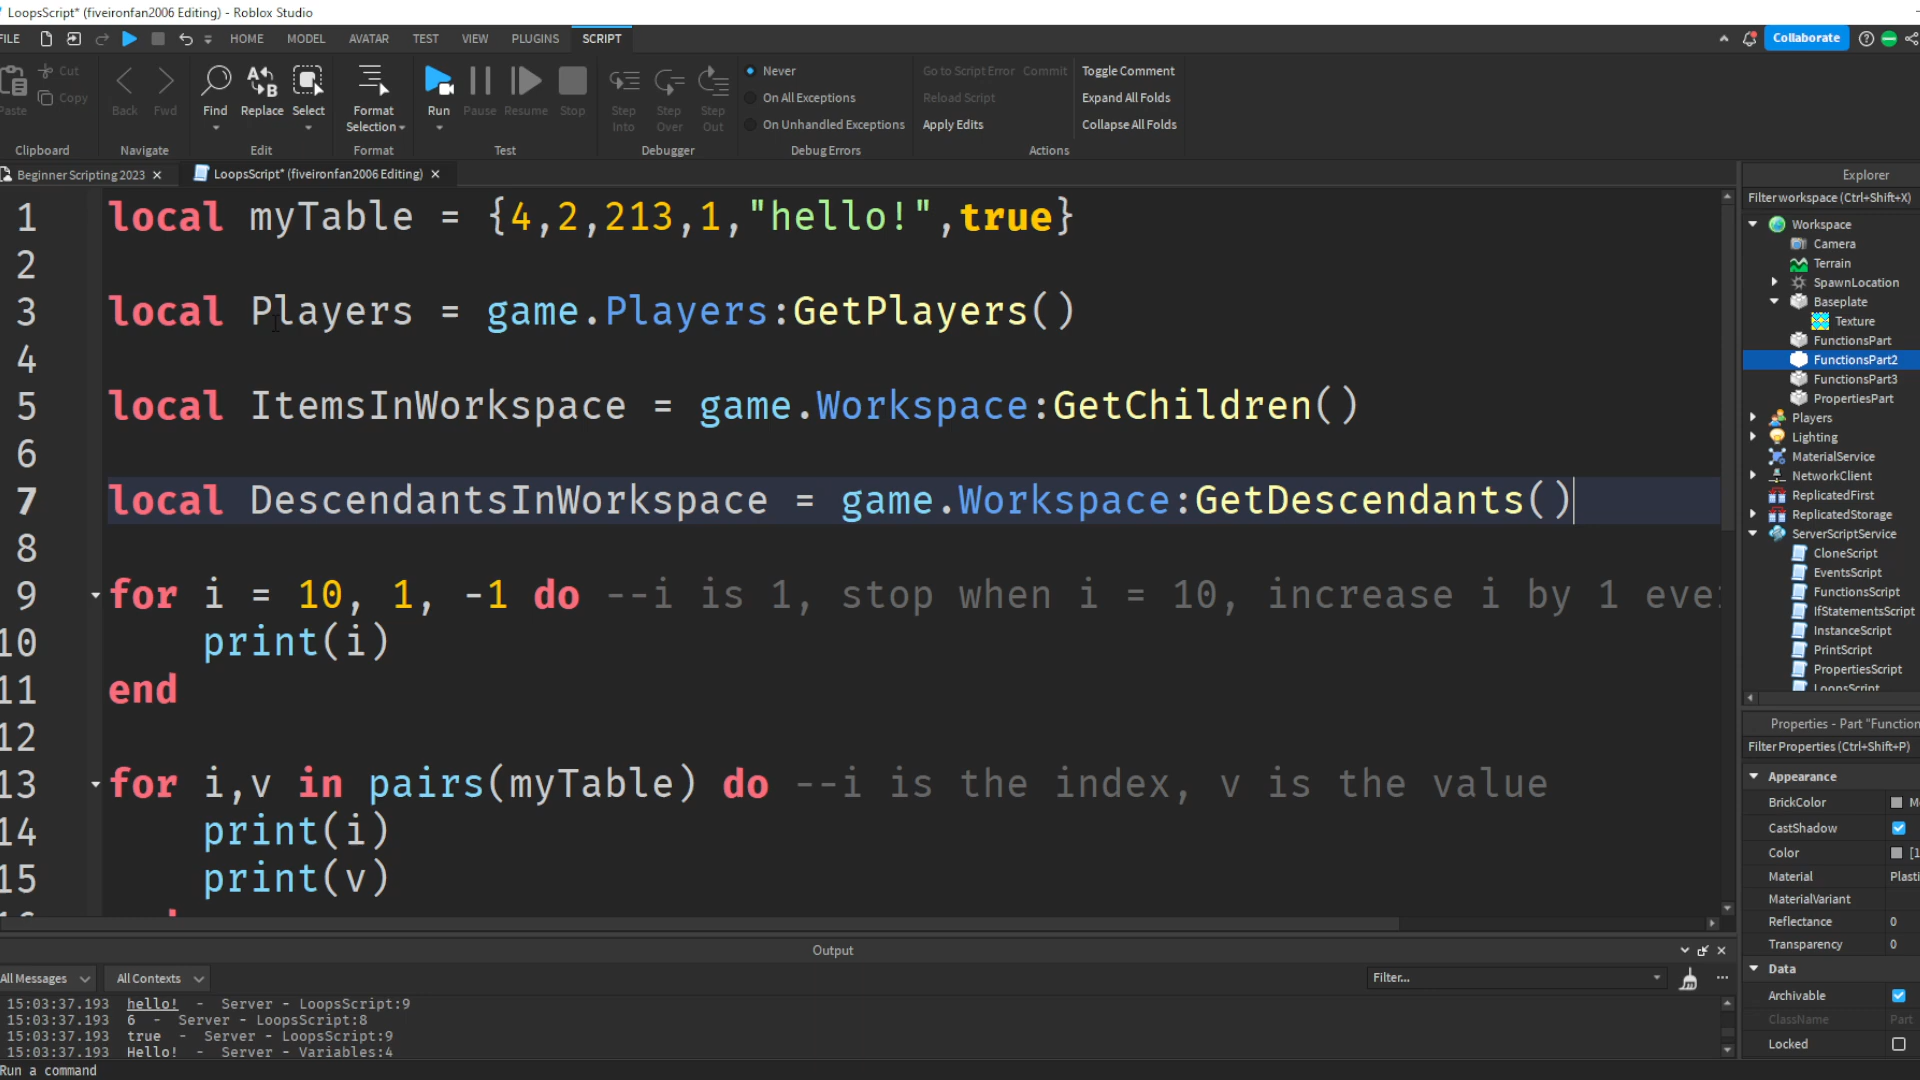 LoopsScript* (fiveironfan2006 Editing) - Roblox Studio
FILE HOME MODEL AVATAR TEST VIEW PLUGINS SCRIPT Collaborate
Cut
Copy
Paste
Back Fwd
Find Replace Select
Format Selection
Run Pause Resume Stop
Step Into Step Over Step Out
Never
On All Exceptions
On Unhandled Exceptions
Go to Script Error Commit
Reload Script
Apply Edits
Toggle Comment
Expand All Folds
Collapse All Folds
Clipboard Navigate Edit Format Test Debugger Debug Errors Actions
Beginner Scripting 2023 LoopsScript* (fiveironfan2006 Editing)
1 local myTable = {4,2,213,1,"hello!",true}
2
3 local Players = game.Players:GetPlayers()
4
5 local ItemsInWorkspace = game.Workspace:GetChildren()
6
7 local DescendantsInWorkspace = game.Workspace:GetDescendants()
8
9 for i = 10, 1, -1 do --i is 1, stop when i = 10, increase i by 1
10 print(i)
11 end
12
13 for i,v in pairs(myTable) do --i is the index, v is the value
14 print(i)
15 print(v)
Output
All Messages All Contexts Filter...
15:03:37.193 hello! - Server - LoopsScript:9
15:03:37.193 6 - Server - LoopsScript:8
15:03:37.193 true - Server - LoopsScript:9
15:03:37.193 Hello! - Server - Variables:4
Run a command
Explorer
Filter workspace (Ctrl+Shift+X)
Workspace
Camera
Terrain
SpawnLocation
Baseplate
Texture
FunctionsPart
FunctionsPart2
FunctionsPart3
PropertiesPart
Players
Lighting
MaterialService
NetworkClient
ReplicatedFirst
ReplicatedStorage
ServerScriptService
CloneScript
EventsScript
FunctionsScript
IfStatementsScript
InstanceScript
PrintScript
PropertiesScript
LoopsScript
Properties - Part "Function
Filter Properties (Ctrl+Shift+P)
Appearance
BrickColor
CastShadow
Color [1
Material Plasti
MaterialVariant
Reflectance 0
Transparency 0
Data
Archivable
ClassName Part
Locked